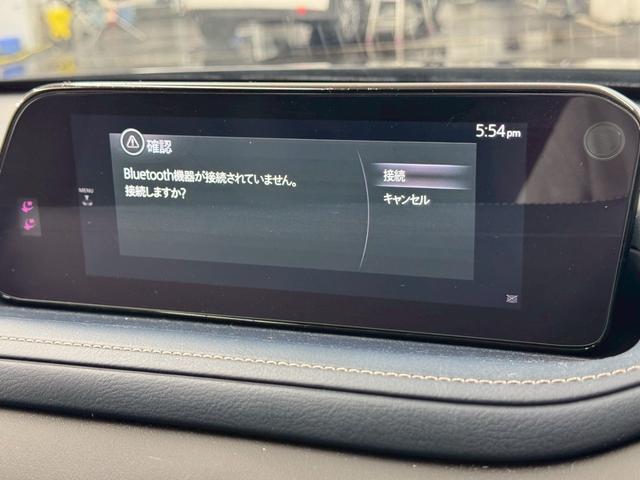 5:54pm
確認
Bluetooth機器が接続されていません。
接続しますか?
接続
キャンセル
MENU